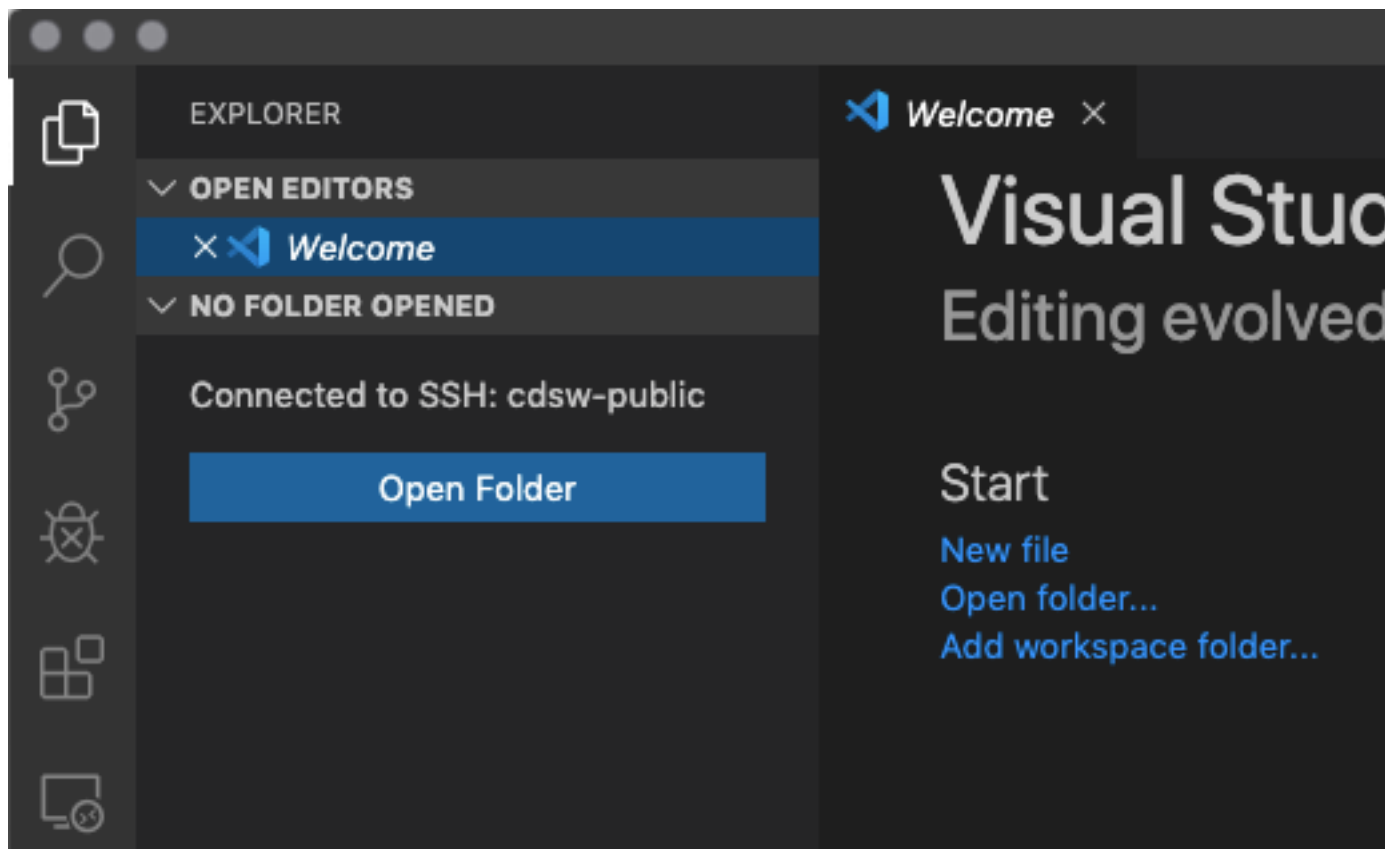 EXPLORER
OPEN EDITORS
Welcome
NO FOLDER OPENED
Connected to SSH: cdsw-public
Open Folder
Welcome
Visual Stud
Editing evolved
Start
New file
Open folder...
Add workspace folder...